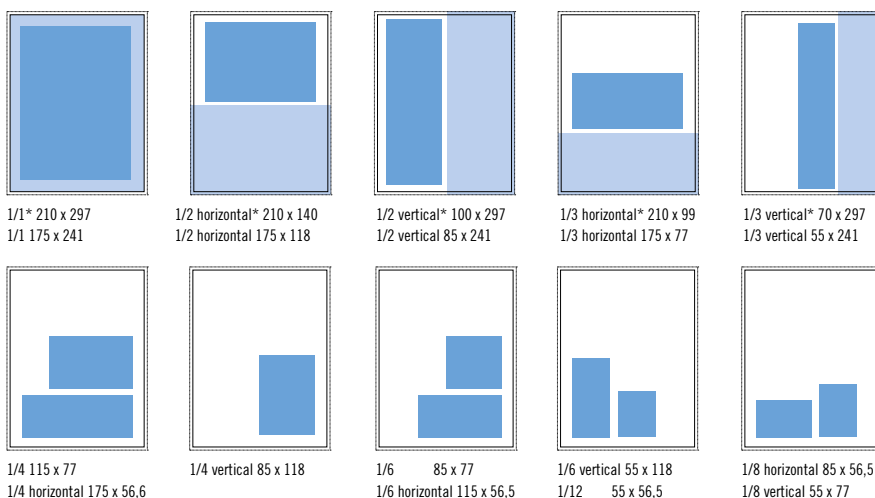 1/1* 210 x 297
1/1 175 x 241
1/2 horizontal* 210 x 140
1/2 horizontal 175 x 118
1/2 vertical* 100 x 297
1/2 vertical 85 x 241
1/3 horizontal* 210 x 99
1/3 horizontal 175 x 77
1/3 vertical* 70 x 297
1/3 vertical 55 x 241
1/4 115 x 77
1/4 horizontal 175 x 56,6
1/4 vertical 85 x 118
1/6 85 x 77
1/6 horizontal 115 x 56,5
1/6 vertical 55 x 118
1/12 55 x 56,5
1/8 horizontal 85 x 56,5
1/8 vertical 55 x 77